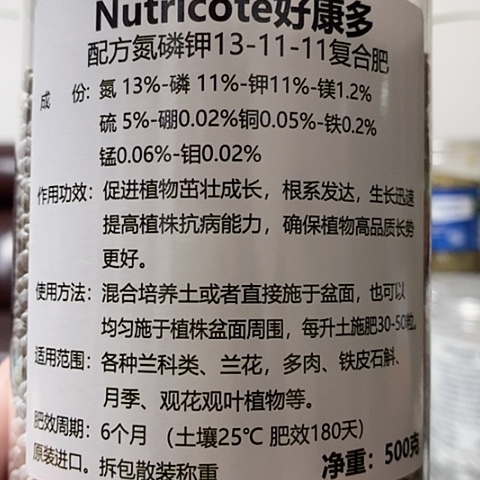 Nutricote好康多
配方氮磷钾13-11-11复合肥
成　份：氮 13%-磷 11%-钾11%-镁1.2%
硫 5%-硼0.02%铜0.05%-铁0.2%
锰0.06%-钼0.02%
作用功效：促进植物茁壮成长，根系发达，生长迅速
提高植株抗病能力，确保植物高品质长势
更好。
使用方法：混合培养土或者直接施于盆面，也可以
均匀施于植株盆面周围，每升土施肥30-50粒。
适用范围：各种兰科类、兰花，多肉、铁皮石斛、
月季、观花观叶植物等。
肥效周期：6个月 （土壤25℃ 肥效180天）
原装进口。拆包散装称重 净重：500克